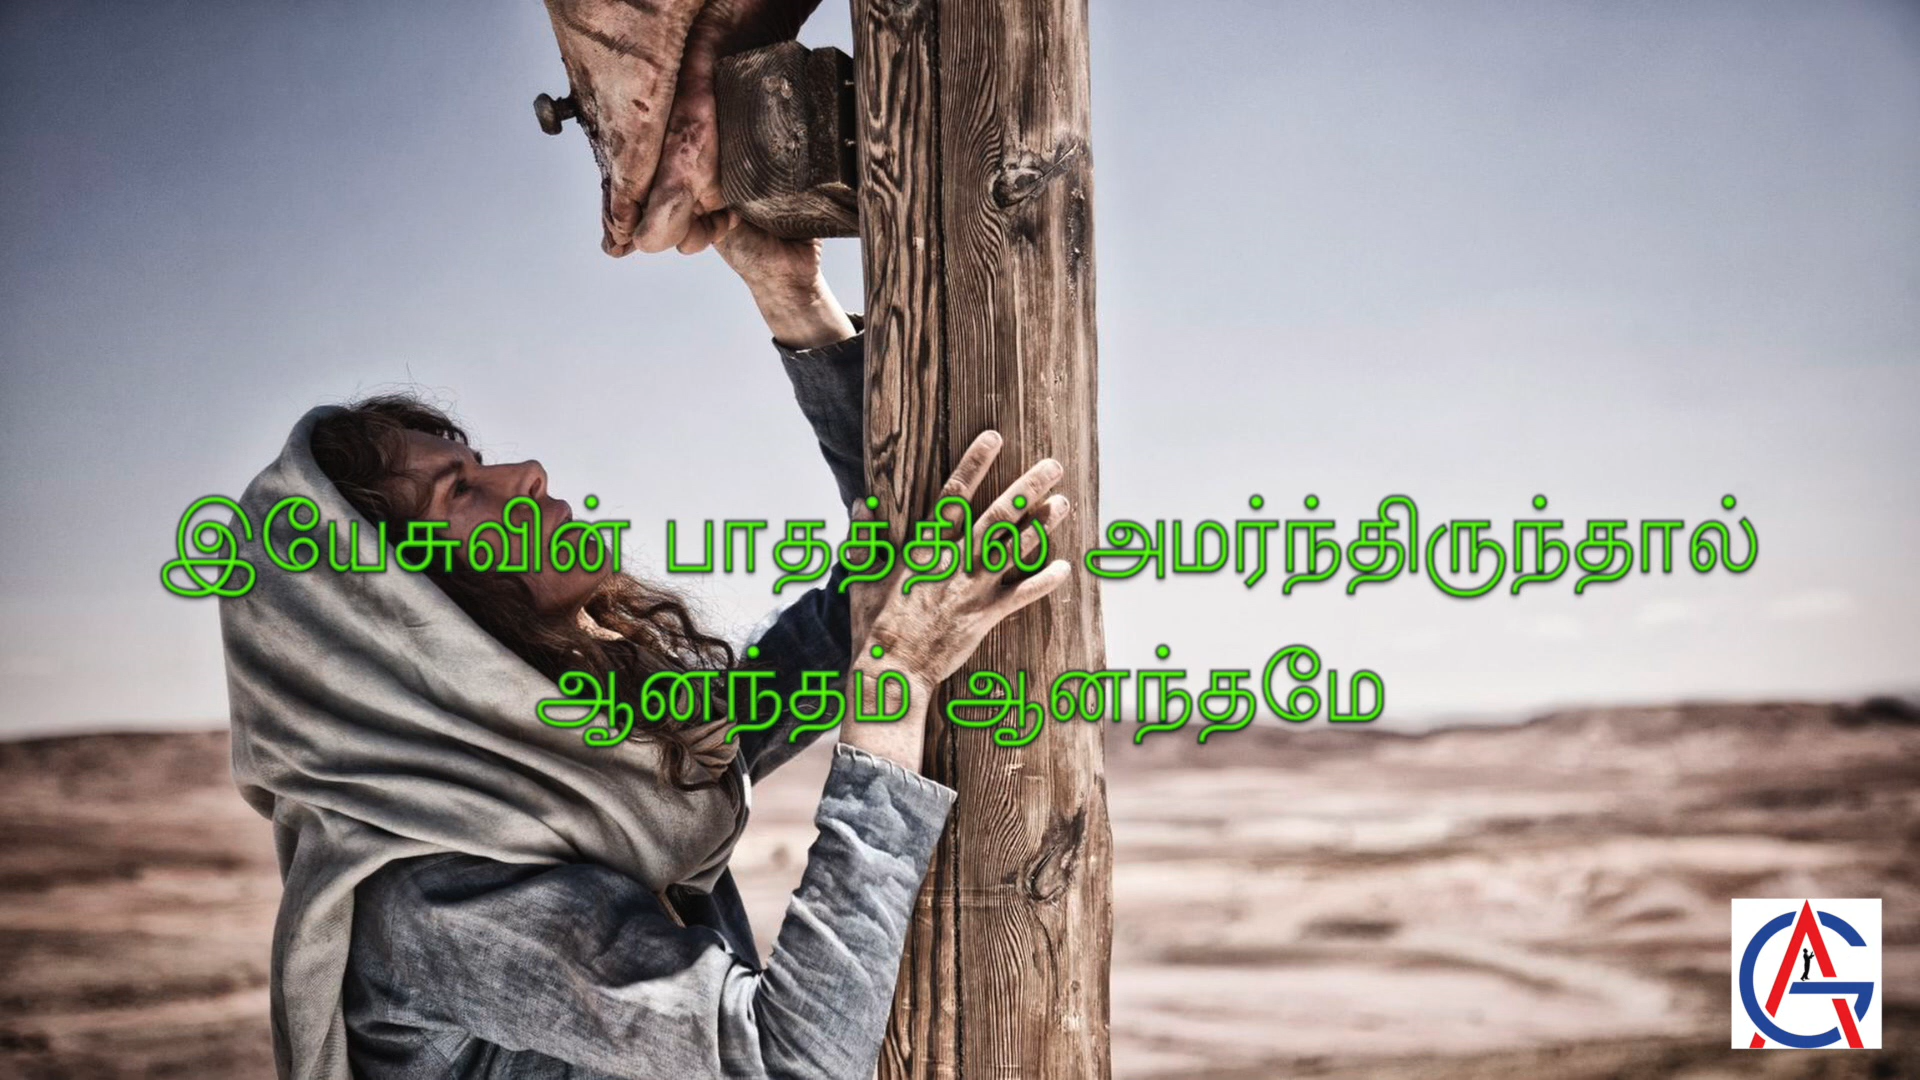 இயேசுவின் பாதத்தில் அமர்ந்திருந்தால்
ஆனந்தம் ஆனந்தமே